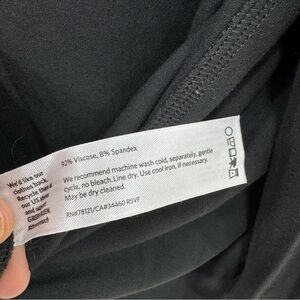 92% Viscose, 8% Spandex
We recommend machine wash cold, separately, gentle
cycle, no bleach. Line dry. Use cool iron, if necessary.
May be dry cleaned.
RN#78121/CA#34460 RSVF
We'd like our
clothes back.
Recycle them at
our US